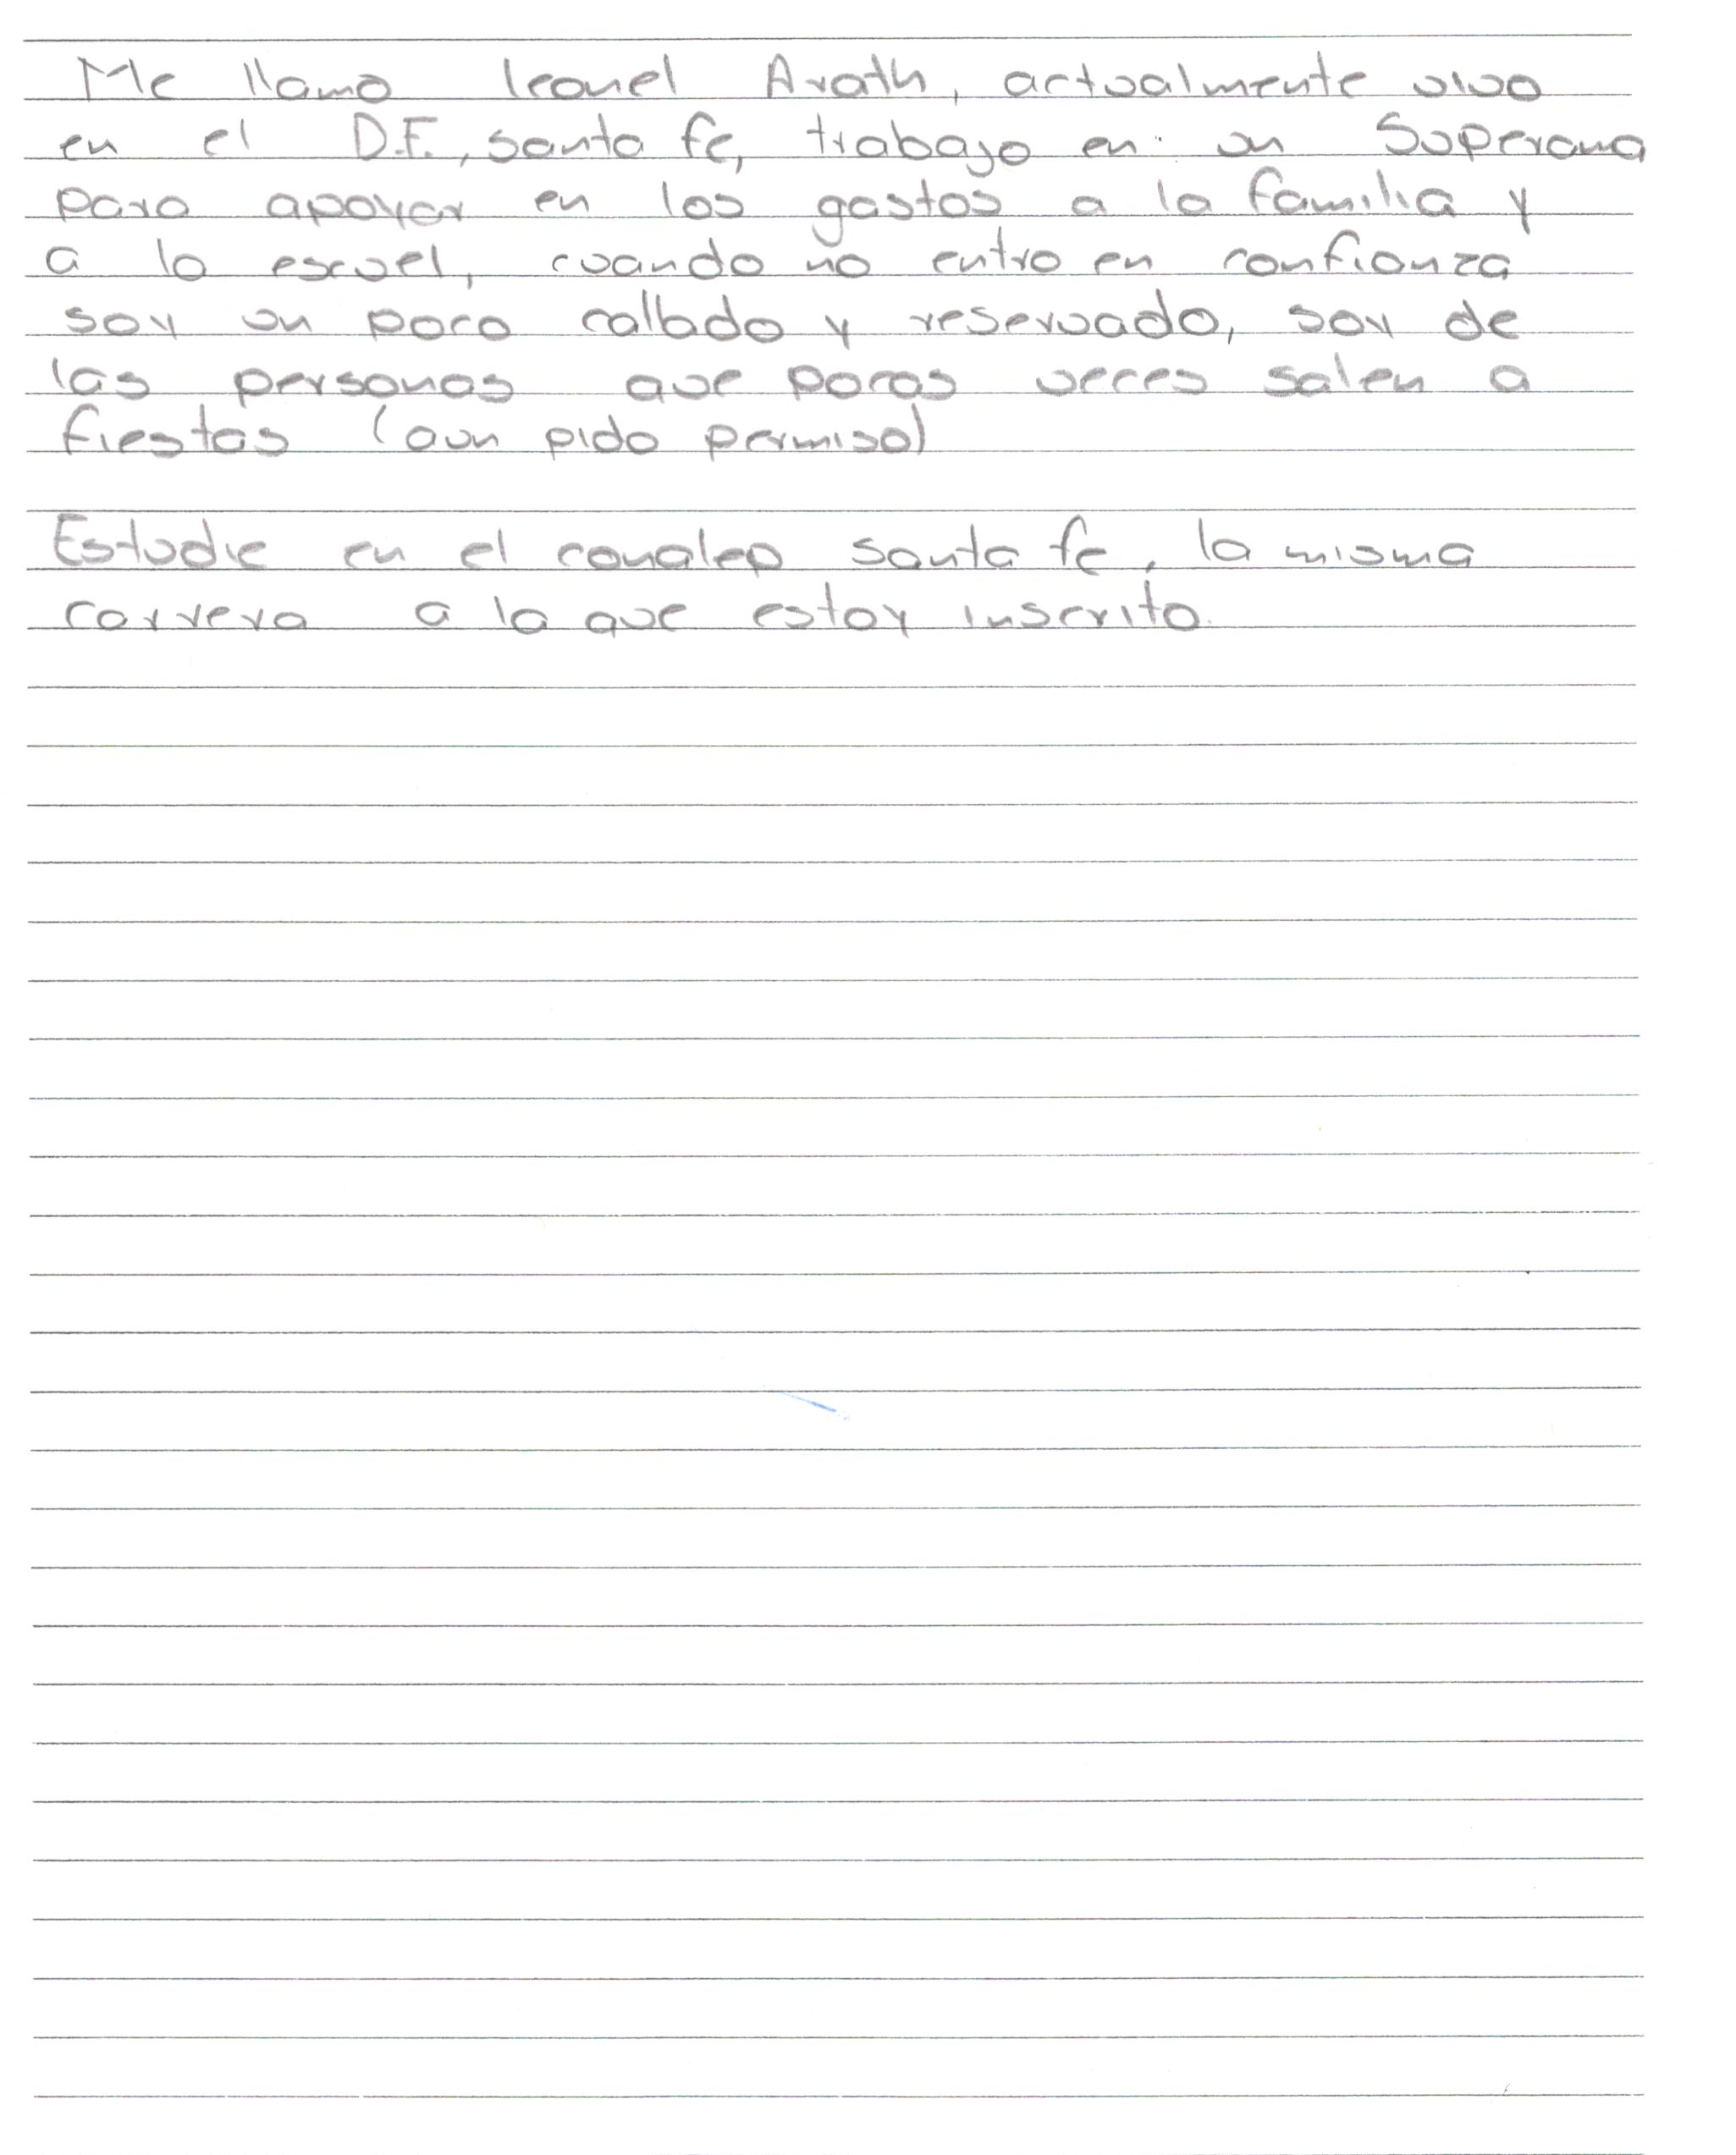 Me llamo leonel Arath, actualmente vivo
en el D.F., santa fe, trabajo en un Superama
para apoyar en los gastos a la familia y
a la escuel, cuando no entro en confianza
soy un poco callado y reservado, soy de
las personas que pocas veces salen a
fiestas (aun pido permiso)
Estudie en el conalep santa fe, la misma
carrera a la que estoy inscrito.